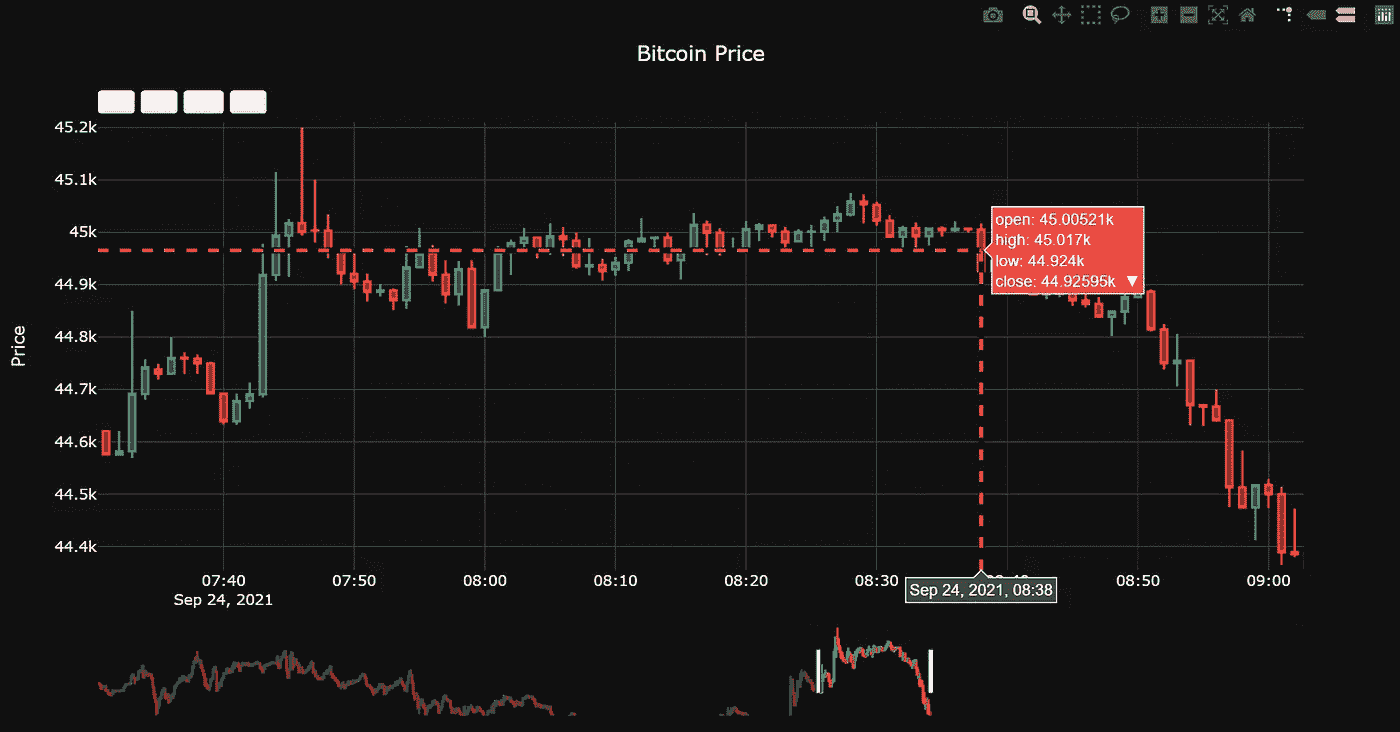 Bitcoin Price
45.2k
45.1k
45k
44.9k
44.8k
44.7k
44.6k
44.5k
44.4k
Price
open: 45.00521k
high: 45.017k
low: 44.924k
close: 44.92595k ▼
07:40 07:50 08:00 08:10 08:20 08:30 08:50 09:00
Sep 24, 2021
Sep 24, 2021, 08:38